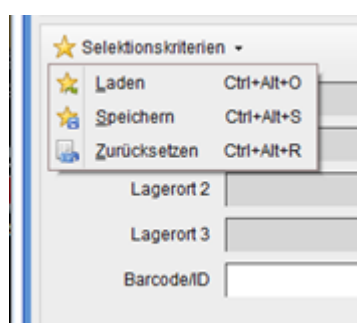 Selektionskriterien
Laden Ctrl+Alt+O
Speichern Ctrl+Alt+S
Zurücksetzen Ctrl+Alt+R
Lagerort 2
Lagerort 3
Barcode/ID